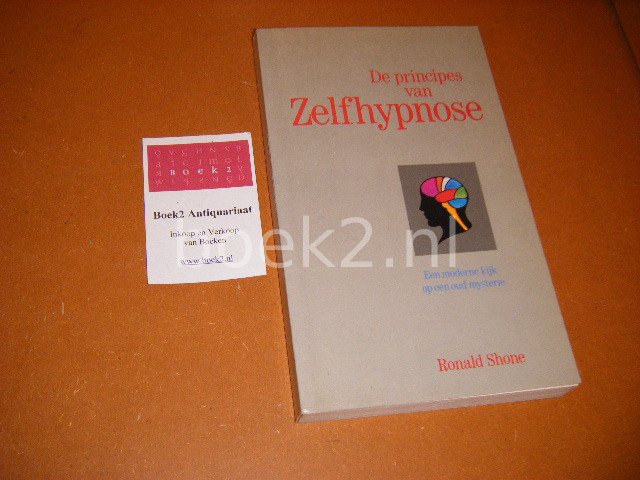 De principes
van
Zelfhypnose
Een moderne kijk
op een oud mysterie
Ronald Shone
BOEK2
Boek2 Antiquariaat
Inkoop en Verkoop
van Boeken
www.boek2.nl
boek2.nl